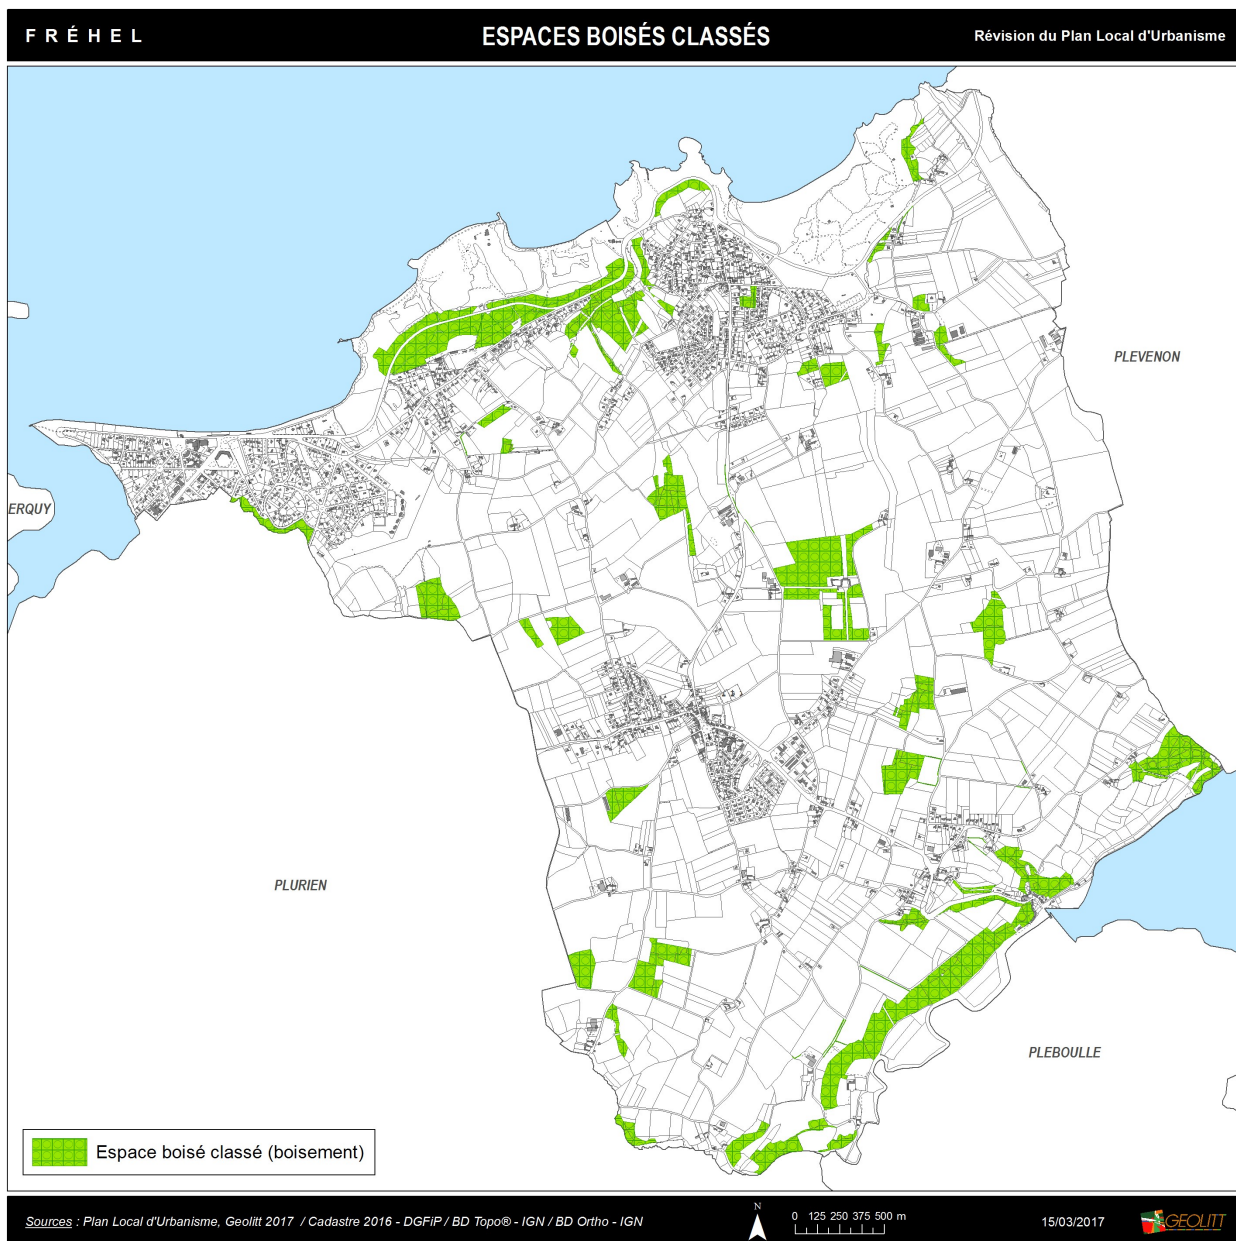 FRÉHEL
ESPACES BOISÉS CLASSÉS
Révision du Plan Local d'Urbanisme
PLEVENON
ERQUY
PLURIEN
PLEBOULLE
Espace boisé classé (boisement)
Sources : Plan Local d'Urbanisme, Geolitt 2017 / Cadastre 2016 - DGFiP / BD Topo® - IGN / BD Ortho - IGN
N
0 125 250 375 500 m
15/03/2017
GEOLITT